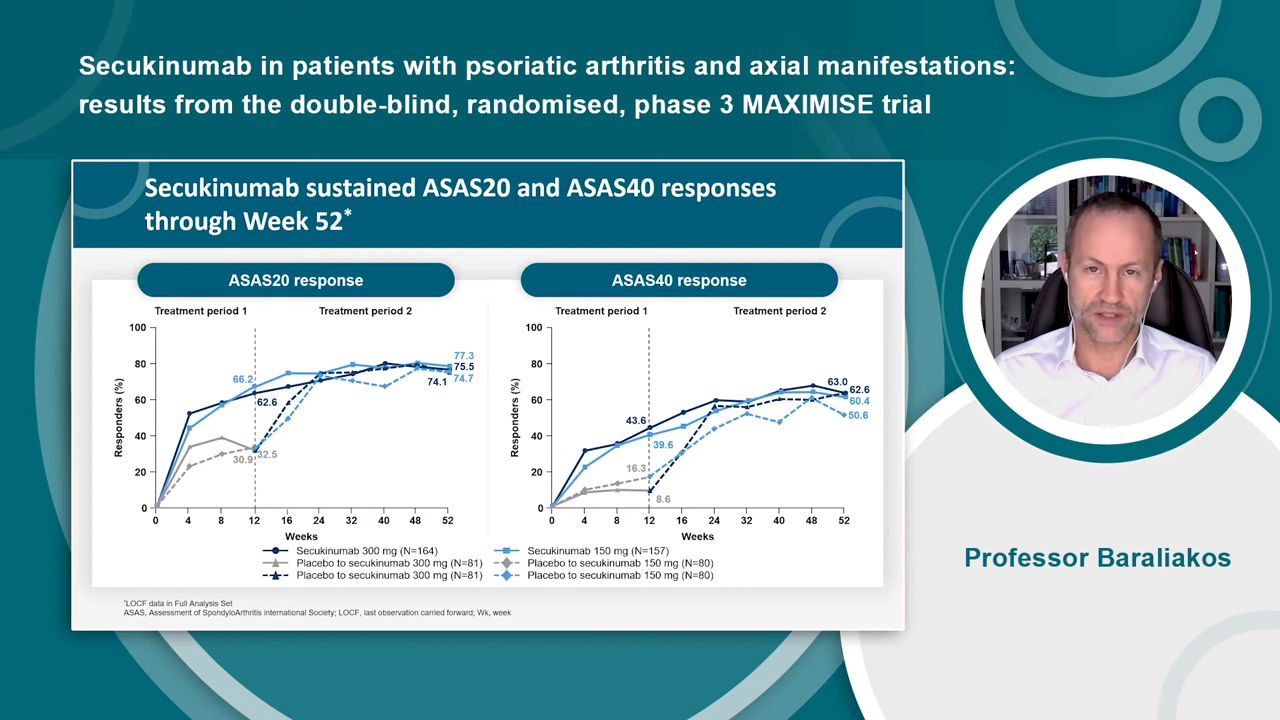 Secukinumab in patients with psoriatic arthritis and axial manifestations:
results from the double-blind, randomised, phase 3 MAXIMISE trial
Secukinumab sustained ASAS20 and ASAS40 responses
through Week 52*
ASAS20 response
Treatment period 1
Treatment period 2
Responders (%)
100
80
60
40
20
0
66.2
62.6
30.9
32.5
77.3
75.5
74.7
74.1
0 4 8 12 16 24 32 40 48 52
Weeks
ASAS40 response
Treatment period 1
Treatment period 2
Responders (%)
100
80
60
40
20
0
43.6
39.6
16.3
8.6
63.0
62.6
60.4
50.6
0 4 8 12 16 24 32 40 48 52
Weeks
Secukinumab 300 mg (N=164)
Secukinumab 150 mg (N=157)
Placebo to secukinumab 300 mg (N=81)
Placebo to secukinumab 150 mg (N=80)
Placebo to secukinumab 300 mg (N=81)
Placebo to secukinumab 150 mg (N=80)
*LOCF data in Full Analysis Set
ASAS, Assessment of SpondyloArthritis international Society; LOCF, last observation carried forward; Wk, week
Professor Baraliakos